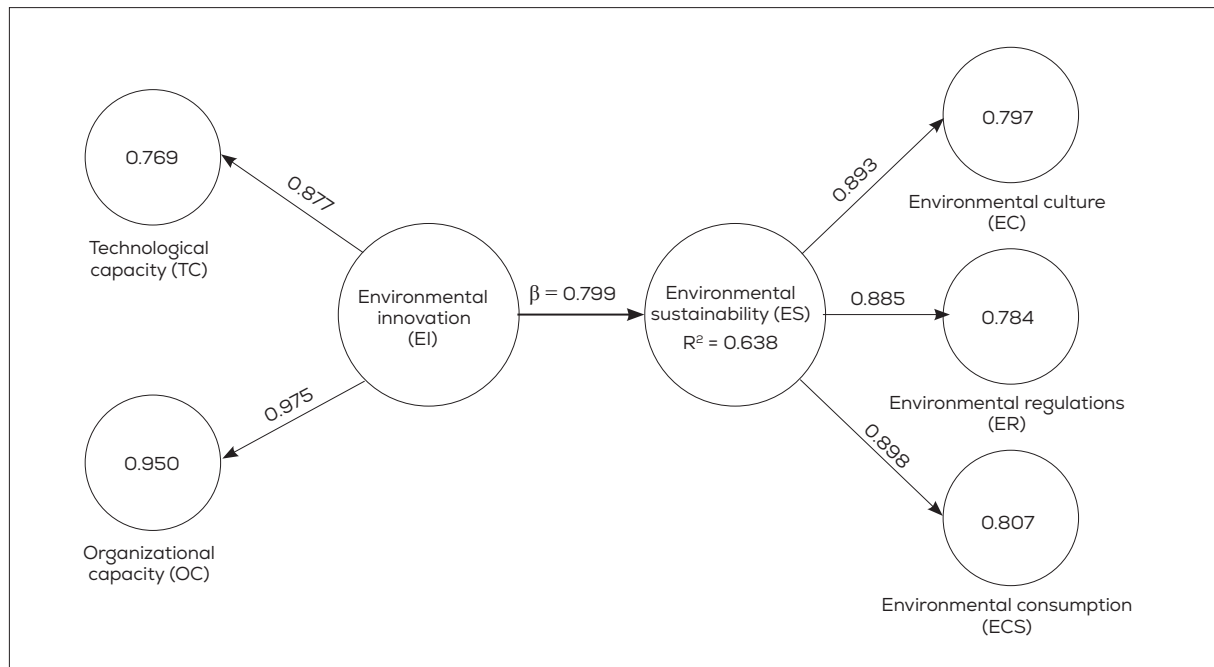 0.769
Technological
capacity (TC)
0.877
Environmental
innovation
(EI)
0.975
0.950
Organizational
capacity (OC)
β = 0.799
Environmental
sustainability (ES)
R² = 0.638
0.893
0.797
Environmental culture
(EC)
0.885
0.784
Environmental regulations
(ER)
0.898
0.807
Environmental consumption
(ECS)